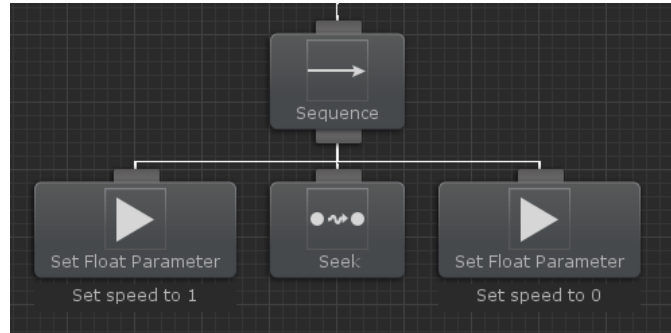 Sequence
Set Float Parameter
Seek
Set Float Parameter
Set speed to 1
Set speed to 0